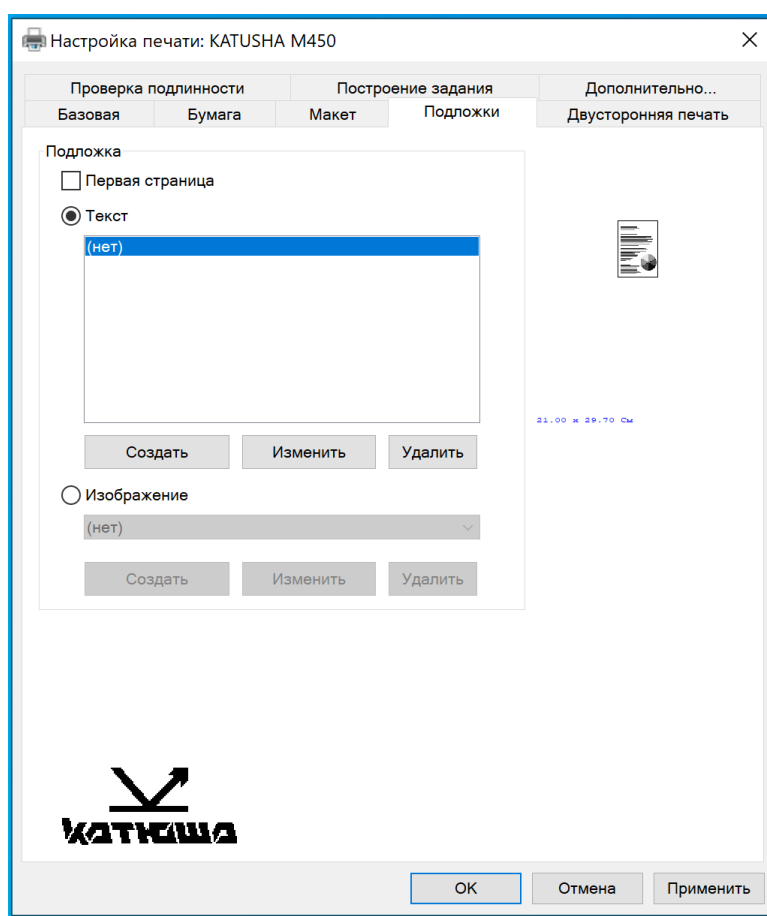 Настройка печати: KATUSHA M450
Проверка подлинности Построение задания Дополнительно...
Базовая Бумага Макет Подложки Двусторонняя печать
Подложка
Первая страница
Текст
(нет)
21.00 x 29.70 См
Создать Изменить Удалить
Изображение
(нет)
Создать Изменить Удалить
катюша
OK Отмена Применить